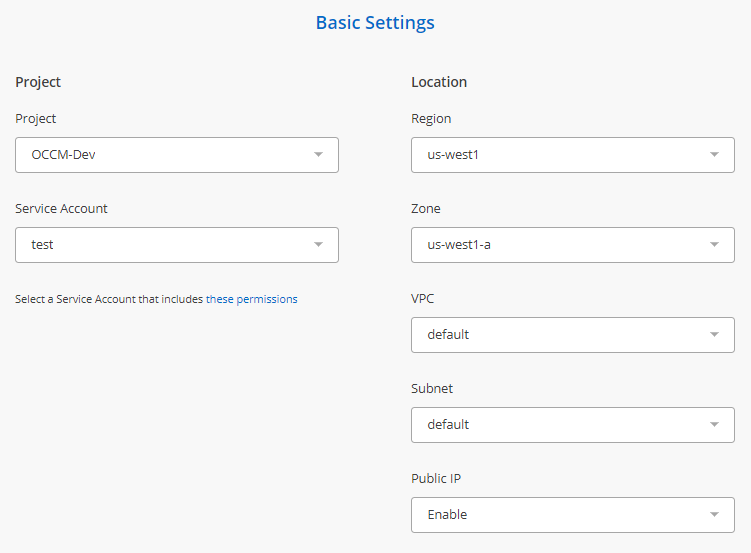 Basic Settings
Project
Project
OCCM-Dev
Service Account
test
Select a Service Account that includes these permissions
Location
Region
us-west1
Zone
us-west1-a
VPC
default
Subnet
default
Public IP
Enable